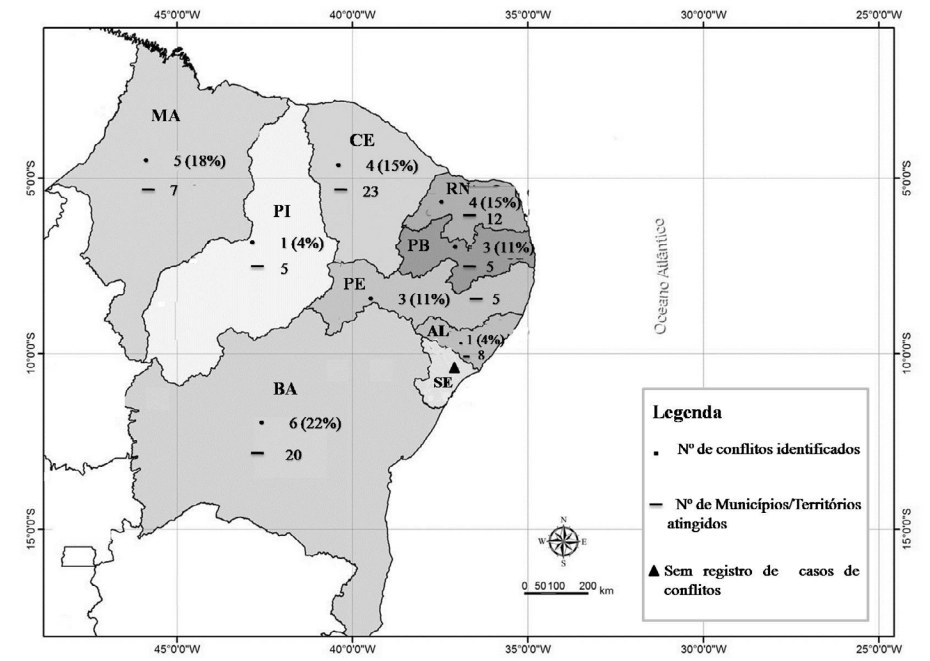 45°0'0"W 40°0'0"W 35°0'0"W 30°0'0"W 25°0'0"W
MA
5 (18%)
7
CE
4 (15%)
23
5°0'0"S 5°0'0"S
RN
4 (15%)
12
PI
1 (4%)
5
PB
3 (11%)
5
PE
3 (11%)
5
Oceano Atlântico
AL
1 (4%)
8
10°0'0"S 10°0'0"S
SE
BA
6 (22%)
20
15°0'0"S 15°0'0"S
Legenda
Nº de conflitos identificados
Nº de Municípios/Territórios
atingidos
Sem registro de casos de
conflitos
N
W E
S
0 50100 200 km
45°0'0"W 40°0'0"W 35°0'0"W 30°0'0"W 25°0'0"W